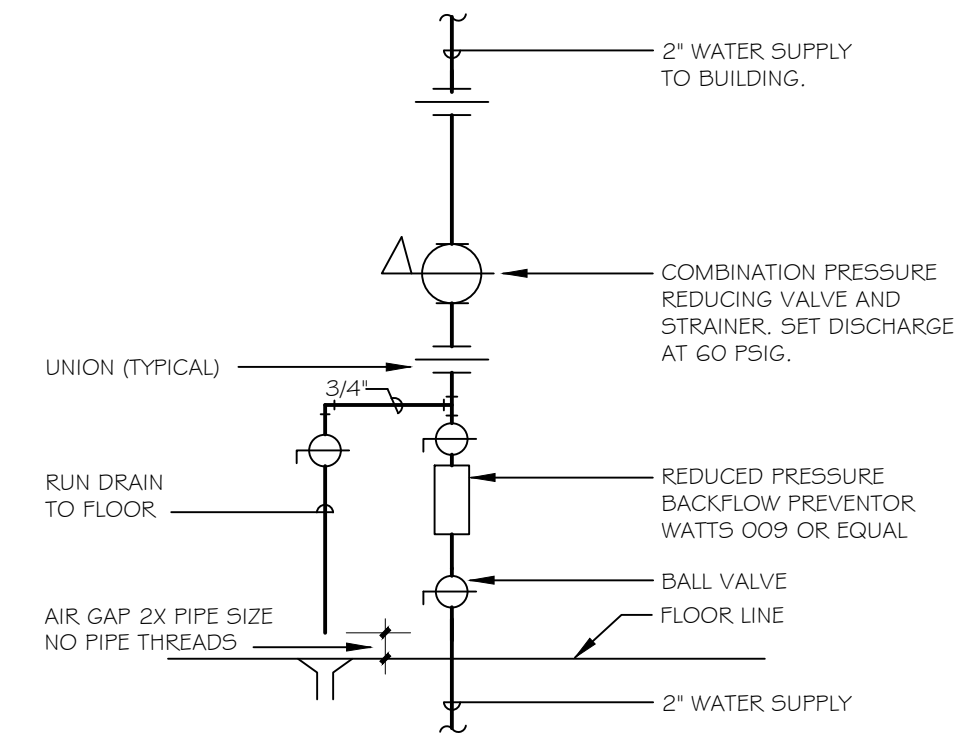 2" WATER SUPPLY
TO BUILDING.
COMBINATION PRESSURE
REDUCING VALVE AND
STRAINER. SET DISCHARGE
AT 60 PSIG.
UNION (TYPICAL)
3/4"
RUN DRAIN
TO FLOOR
REDUCED PRESSURE
BACKFLOW PREVENTOR
WATTS 009 OR EQUAL
BALL VALVE
AIR GAP 2X PIPE SIZE
NO PIPE THREADS
FLOOR LINE
2" WATER SUPPLY